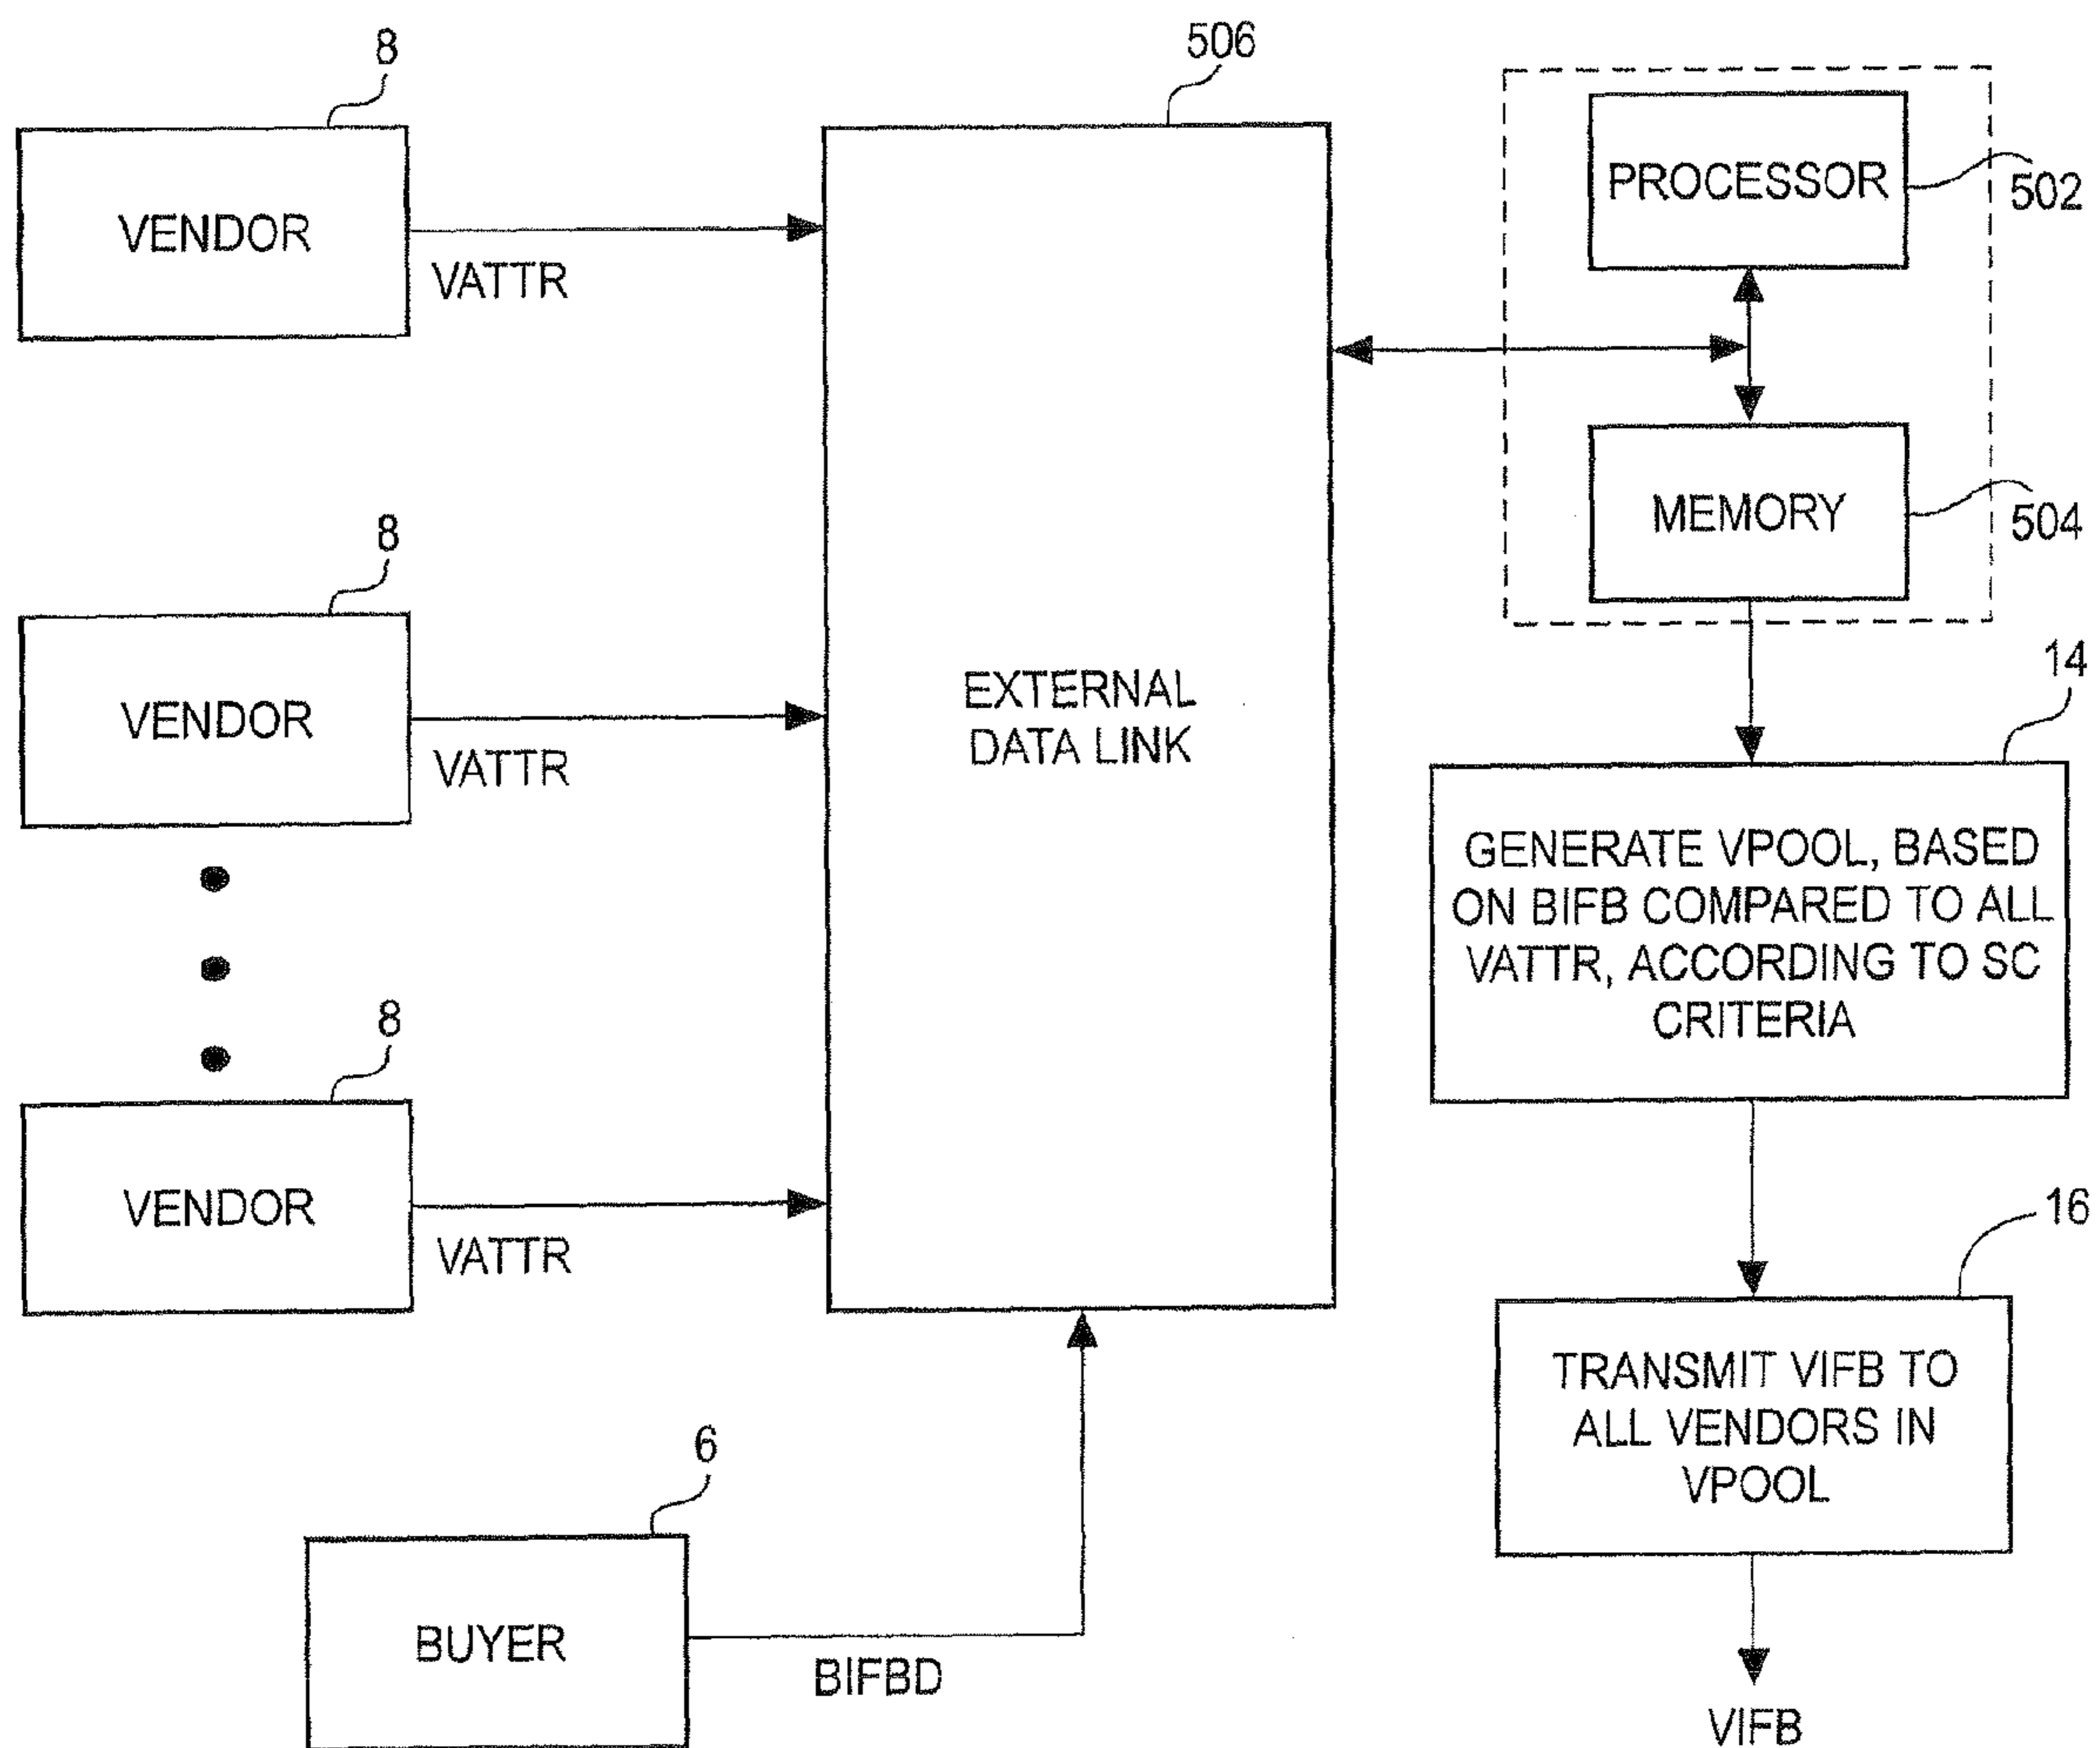 8
VENDOR
VATTR
8
VENDOR
VATTR
8
VENDOR
VATTR
6
BUYER
BIFBD
506
EXTERNAL
DATA LINK
PROCESSOR
502
MEMORY
504
14
GENERATE VPOOL, BASED
ON BIFB COMPARED TO ALL
VATTR, ACCORDING TO SC
CRITERIA
16
TRANSMIT VIFB TO
ALL VENDORS IN
VPOOL
VIFB